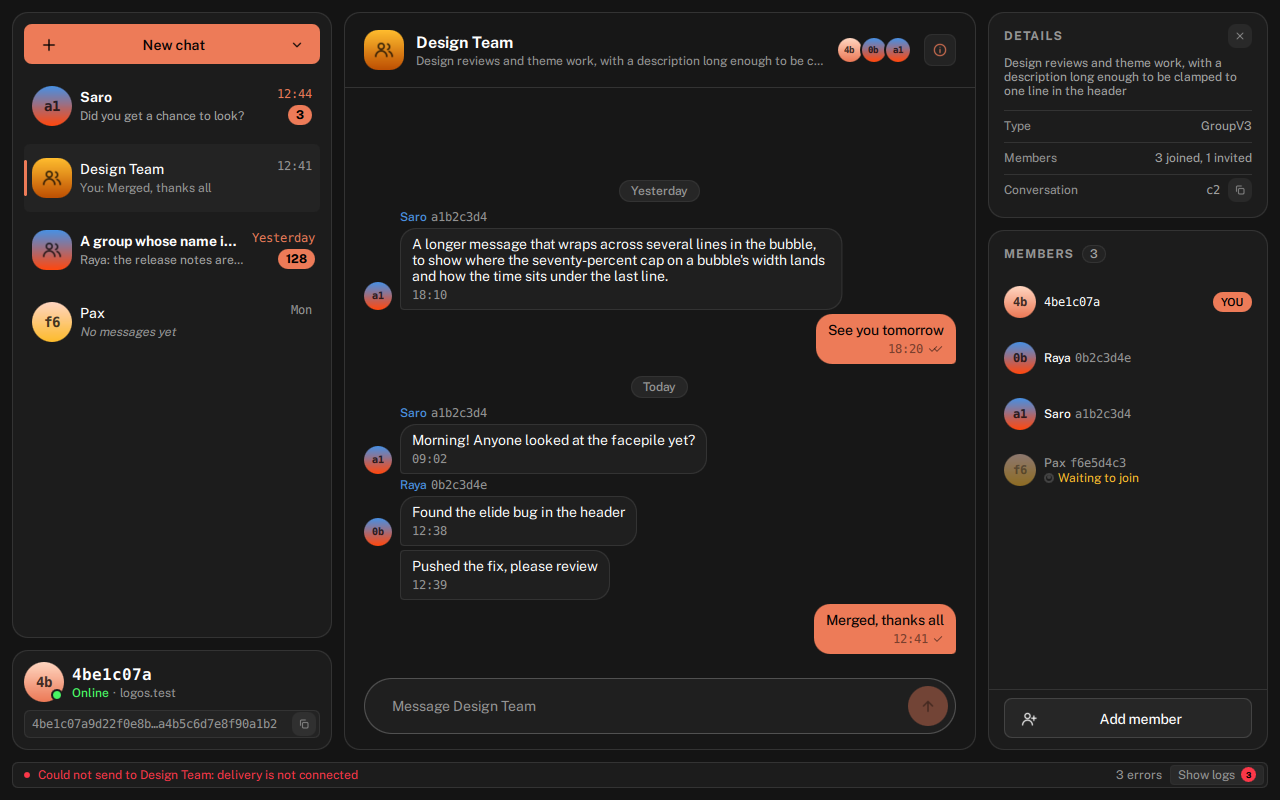 New chat
a1
Saro
12:44
Did you get a chance to look?
3
Design Team
12:41
You: Merged, thanks all
A group whose name i...
Yesterday
Raya: the release notes are...
128
f6
Pax
Mon
No messages yet
4b
4be1c07a
Online · logos.test
4be1c07a9d22f0e8b…a4b5c6d7e8f90a1b2
Design Team
Design reviews and theme work, with a description long enough to be c...
4b
0b
a1
Yesterday
Saro a1b2c3d4
A longer message that wraps across several lines in the bubble,
to show where the seventy-percent cap on a bubble's width lands
and how the time sits under the last line.
18:10
a1
See you tomorrow
18:20
Today
Saro a1b2c3d4
Morning! Anyone looked at the facepile yet?
09:02
a1
Raya 0b2c3d4e
Found the elide bug in the header
12:38
0b
Pushed the fix, please review
12:39
Merged, thanks all
12:41
Message Design Team
DETAILS
Design reviews and theme work, with a
description long enough to be clamped to
one line in the header
Type
GroupV3
Members
3 joined, 1 invited
Conversation
c2
MEMBERS
3
4b
4be1c07a
YOU
0b
Raya 0b2c3d4e
a1
Saro a1b2c3d4
f6
Pax f6e5d4c3
Waiting to join
Add member
Could not send to Design Team: delivery is not connected
3 errors
Show logs
3